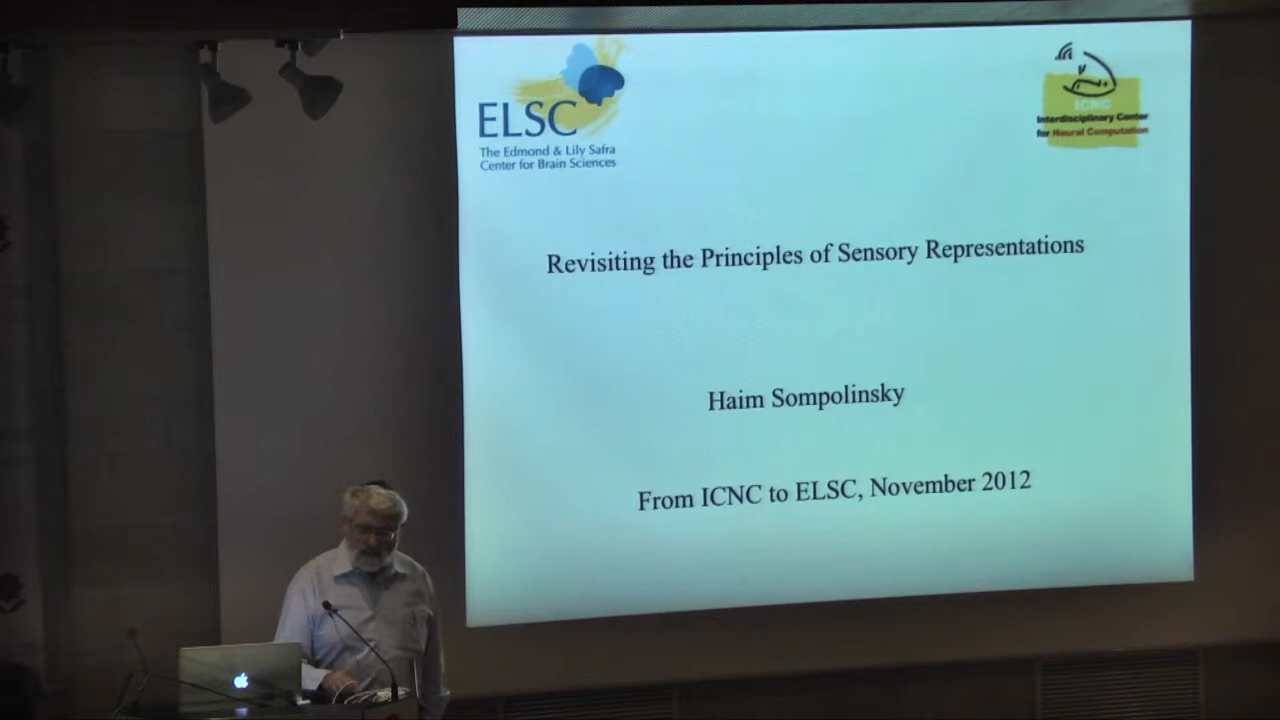 ELSC
The Edmond & Lily Safra
Center for Brain Sciences
ICNC
Interdisciplinary Center
for Neural Computation
Revisiting the Principles of Sensory Representations
Haim Sompolinsky
From ICNC to ELSC, November 2012